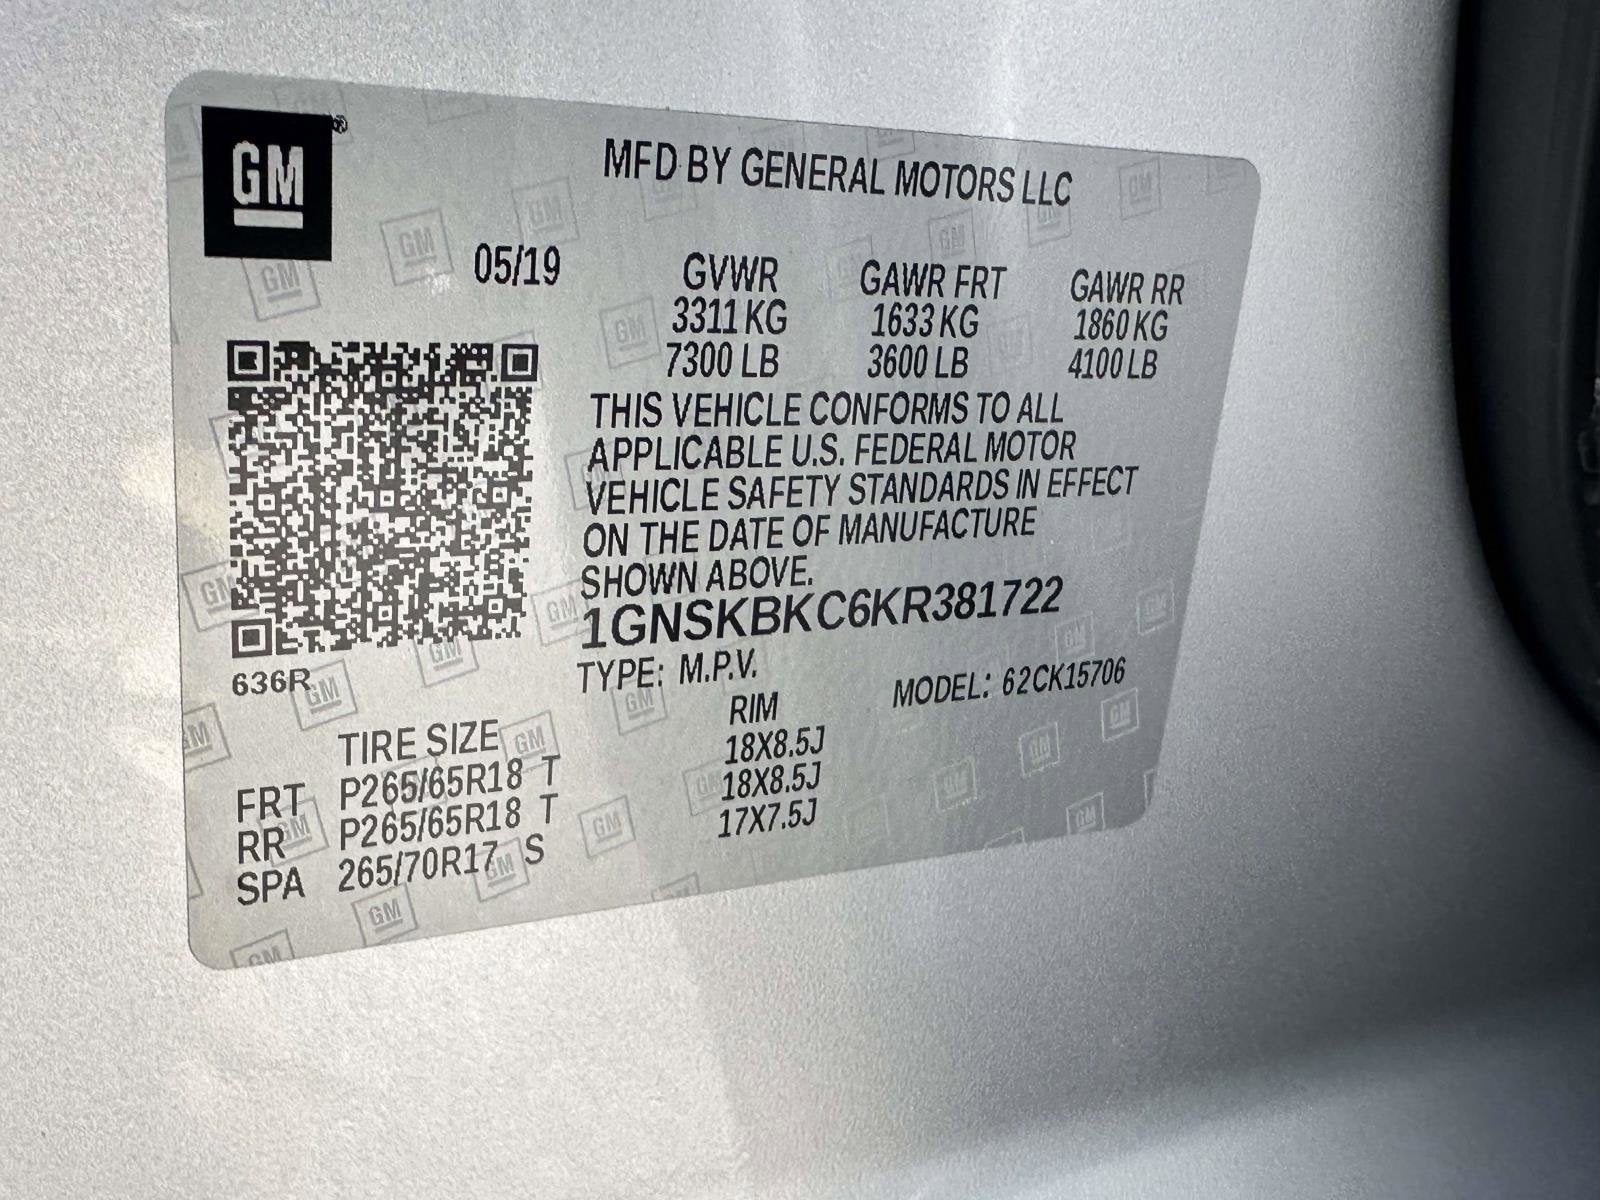 GM®
MFD BY GENERAL MOTORS LLC
05/19
GVWR GAWR FRT GAWR RR
3311 KG 1633 KG 1860 KG
7300 LB 3600 LB 4100 LB
THIS VEHICLE CONFORMS TO ALL
APPLICABLE U.S. FEDERAL MOTOR
VEHICLE SAFETY STANDARDS IN EFFECT
ON THE DATE OF MANUFACTURE
SHOWN ABOVE.
1GNSKBKC6KR381722
636R
TYPE: M.P.V. MODEL: 62CK15706
TIRE SIZE RIM
FRT P265/65R18 T 18X8.5J
RR P265/65R18 T 18X8.5J
SPA 265/70R17 S 17X7.5J